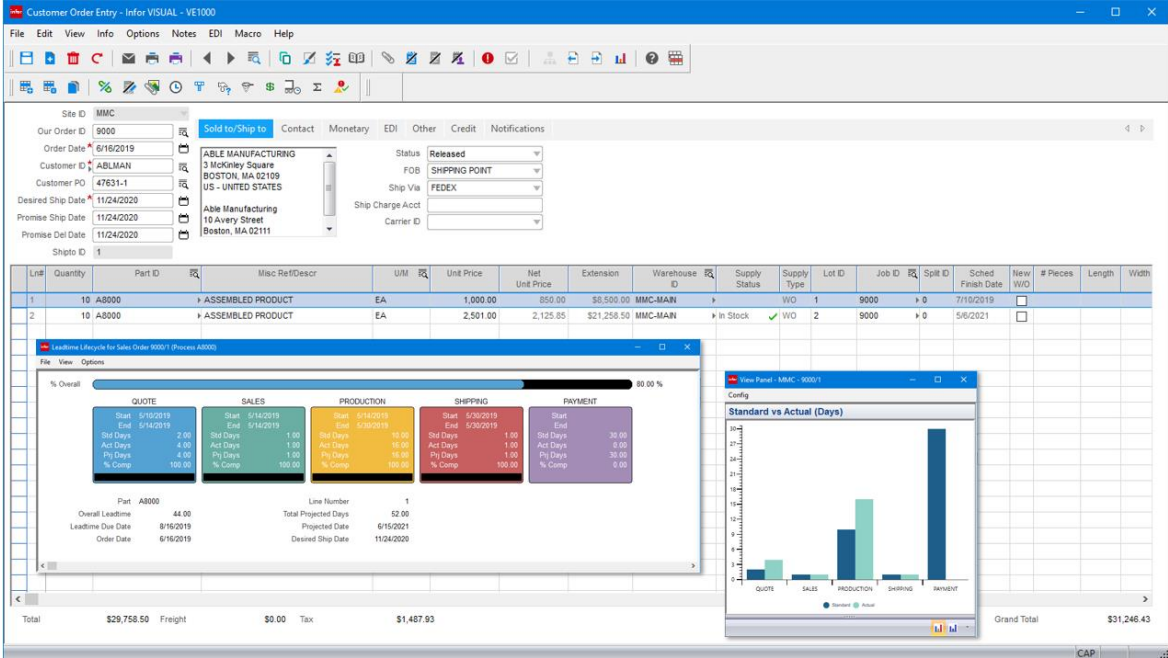 infor Customer Order Entry - Infor VISUAL - VE1000
File Edit View Info Options Notes EDI Macro Help
Site ID MMC
Our Order ID 9000
Order Date * 6/16/2019
Customer ID * ABLMAN
Customer PO 47631-1
Desired Ship Date * 11/24/2020
Promise Ship Date 11/24/2020
Promise Del Date 11/24/2020
Shipto ID 1
Sold to/Ship to Contact Monetary EDI Other Credit Notifications
ABLE MANUFACTURING
3 McKinley Square
BOSTON, MA 02109
US - UNITED STATES
Able Manufacturing
10 Avery Street
Boston, MA 02111
Status Released
FOB SHIPPING POINT
Ship Via FEDEX
Ship Charge Acct
Carrier ID
Ln# Quantity Part ID Misc Ref/Descr U/M Unit Price Net Unit Price Extension Warehouse ID Supply Status Supply Type Lot ID Job ID Split ID Sched Finish Date New W/O # Pieces Length Width
1 10 A8000 ASSEMBLED PRODUCT EA 1,000.00 850.00 $8,500.00 MMC-MAIN WO 1 9000 0 7/10/2019
2 10 A8000 ASSEMBLED PRODUCT EA 2,501.00 2,125.85 $21,258.50 MMC-MAIN In Stock WO 2 9000 0 5/6/2021
Leadtime Lifecycle for Sales Order 9000/1 (Process A8000)
File View Options
% Overall 80.00 %
QUOTE
Start 5/10/2019
End 5/14/2019
Std Days 2.00
Act Days 4.00
Prj Days 4.00
% Comp 100.00
SALES
Start 5/14/2019
End 5/14/2019
Std Days 1.00
Act Days 1.00
Prj Days 1.00
% Comp 100.00
PRODUCTION
Start 5/14/2019
End 5/30/2019
Std Days 10.00
Act Days 16.00
Prj Days 16.00
% Comp 100.00
SHIPPING
Start 5/30/2019
End 5/30/2019
Std Days 1.00
Act Days 1.00
Prj Days 1.00
% Comp 100.00
PAYMENT
Start
End
Std Days 30.00
Act Days 0.00
Prj Days 30.00
% Comp 0.00
Part A8000
Overall Leadtime 44.00
Leadtime Due Date 8/16/2019
Order Date 6/16/2019
Line Number 1
Total Projected Days 52.00
Projected Date 6/15/2021
Desired Ship Date 11/24/2020
View Panel - MMC - 9000/1
Config
Standard vs Actual (Days)
30
27
24
21
18
15
12
9
6
3
0
QUOTE SALES PRODUCTION SHIPPING PAYMENT
Standard Actual
Total $29,758.50 Freight $0.00 Tax $1,487.93 Grand Total $31,246.43
CAP